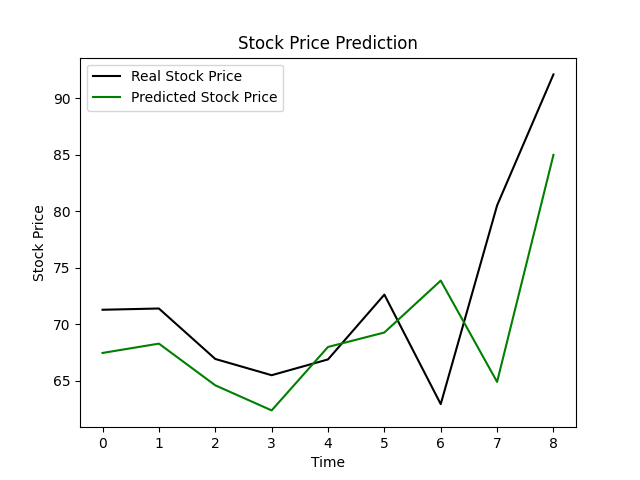 Stock Price Prediction
Real Stock Price
Predicted Stock Price
90
85
80
75
70
65
Stock Price
0 1 2 3 4 5 6 7 8
Time